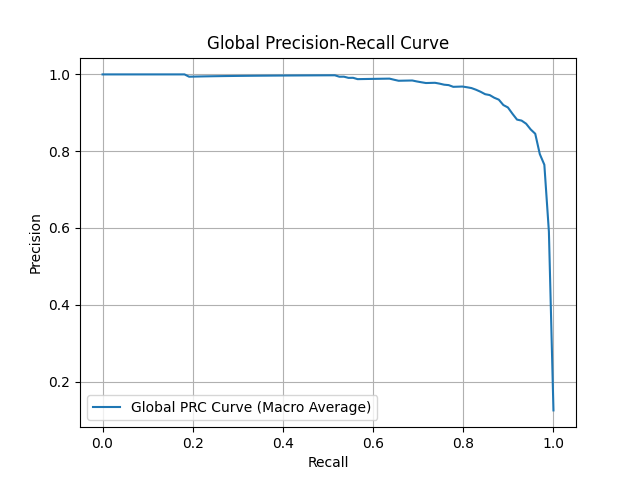 Global Precision-Recall Curve
1.0
0.8
0.6
0.4
0.2
Precision
Global PRC Curve (Macro Average)
0.0 0.2 0.4 0.6 0.8 1.0
Recall